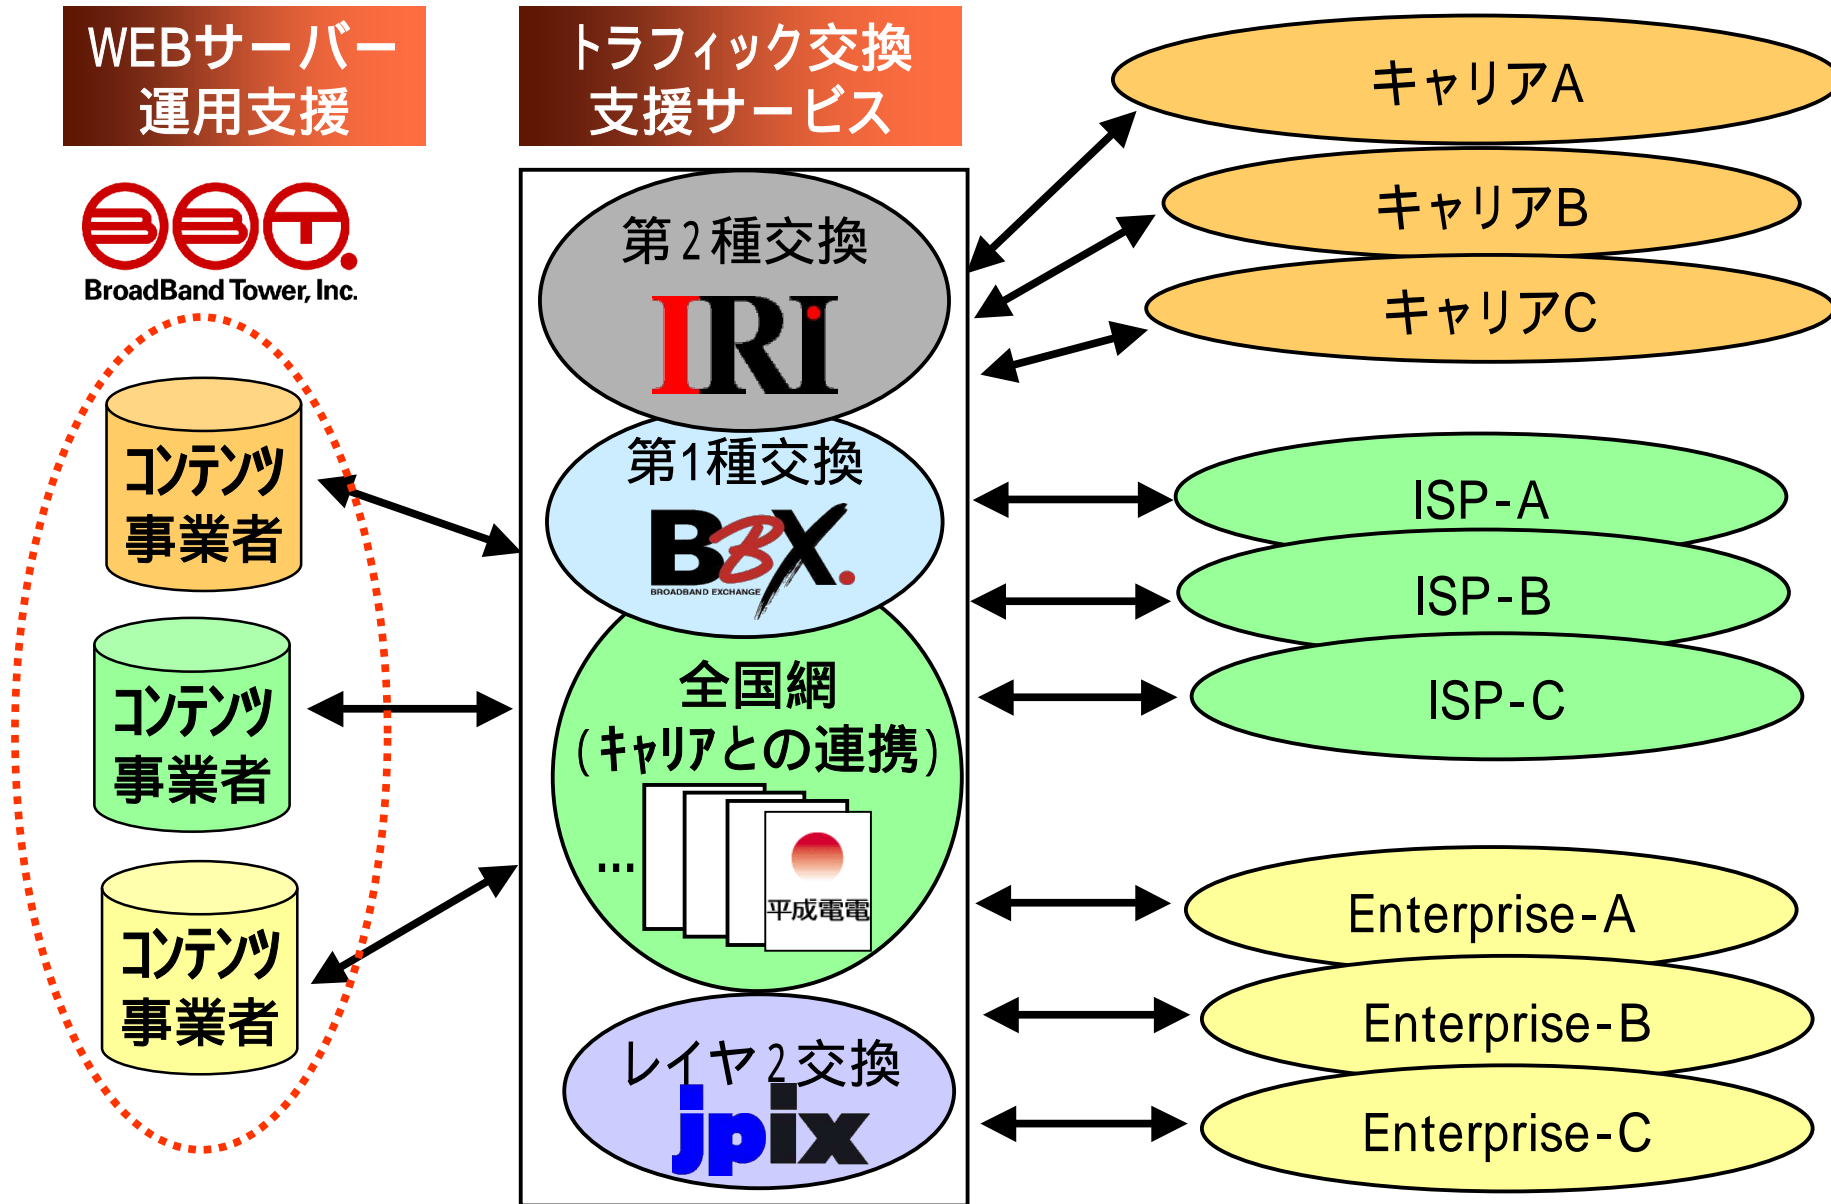 WEBサーバー
運用支援
BBT.
BroadBand Tower, Inc.
コンテンツ
事業者
コンテンツ
事業者
コンテンツ
事業者
トラフィック交換
支援サービス
第2種交換
IRI
第1種交換
BBX.
BROADBAND EXCHANGE
全国網
(キャリアとの連携)
...
平成電電
レイヤ2交換
jpix
キャリアA
キャリアB
キャリアC
ISP-A
ISP-B
ISP-C
Enterprise-A
Enterprise-B
Enterprise-C